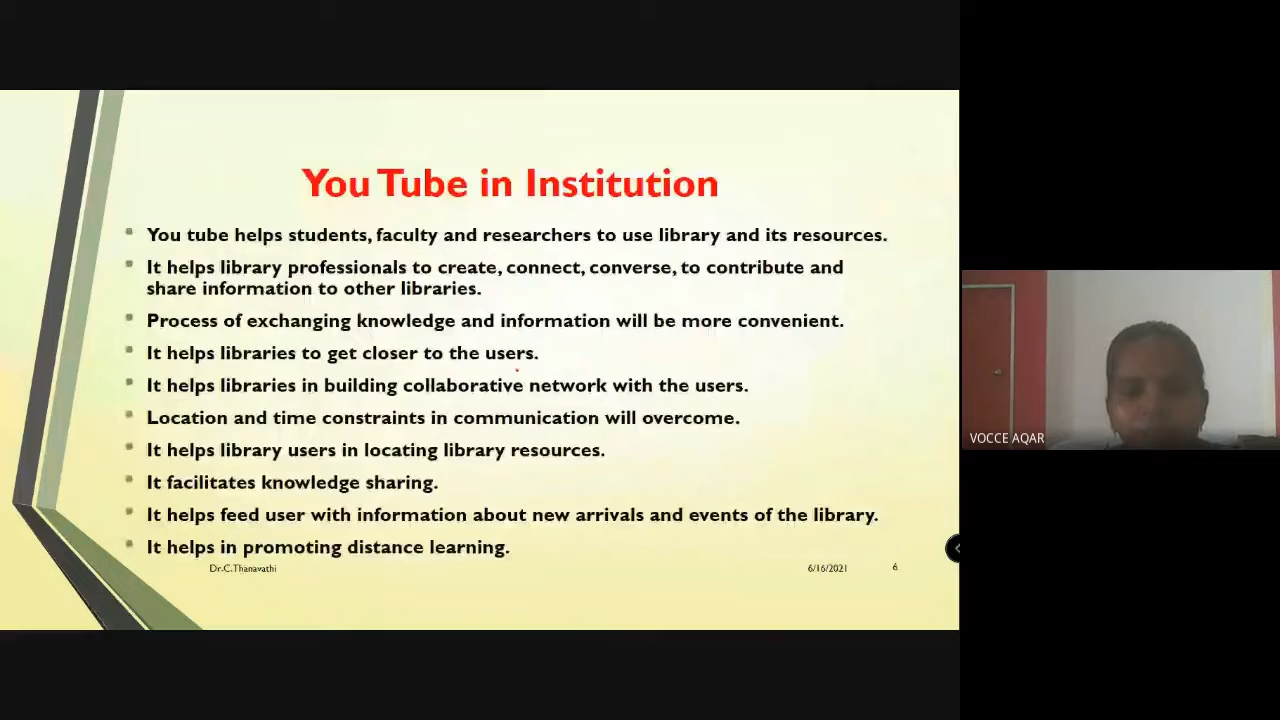 You Tube in Institution
You tube helps students, faculty and researchers to use library and its resources.
It helps library professionals to create, connect, converse, to contribute and
share information to other libraries.
Process of exchanging knowledge and information will be more convenient.
It helps libraries to get closer to the users.
It helps libraries in building collaborative network with the users.
Location and time constraints in communication will overcome.
It helps library users in locating library resources.
It facilitates knowledge sharing.
It helps feed user with information about new arrivals and events of the library.
It helps in promoting distance learning.
Dr.C.Thanavathi
6/16/2021
6
VOCCE AQAR